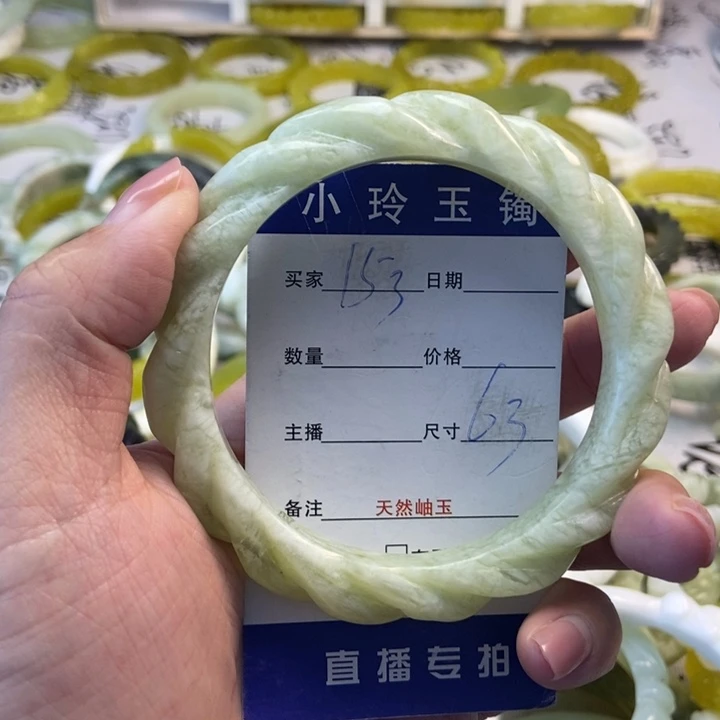 小玲玉镯
买家 153 日期
数量 价格
主播 尺寸 63
备注 天然岫玉
直播专拍